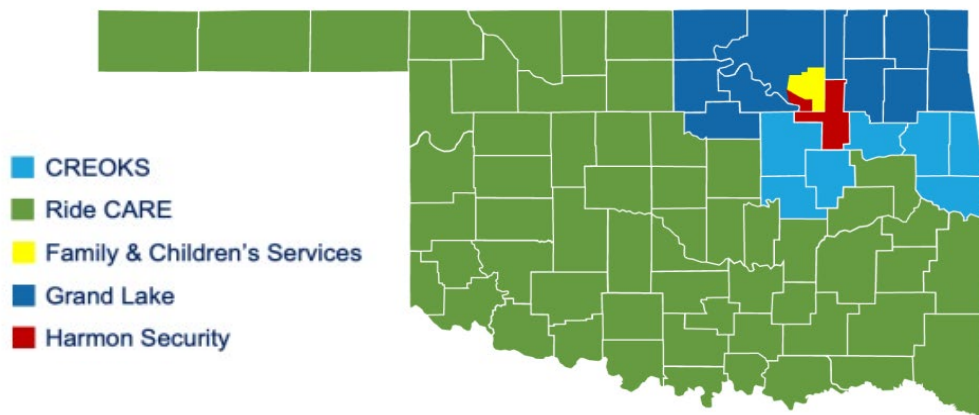 CREOKS
Ride CARE
Family & Children's Services
Grand Lake
Harmon Security